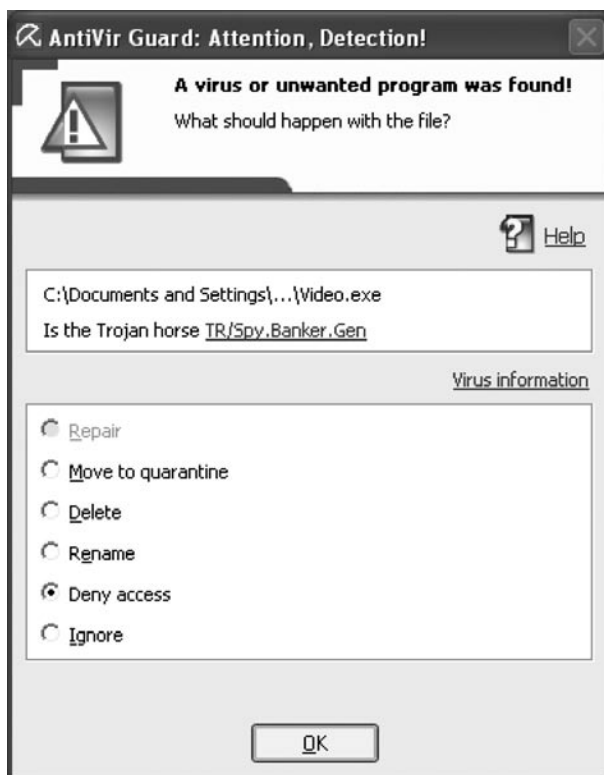 AntiVir Guard: Attention, Detection!
A virus or unwanted program was found!
What should happen with the file?
Help
C:\Documents and Settings\...\Video.exe
Is the Trojan horse TR/Spy.Banker.Gen
Virus information
Repair
Move to quarantine
Delete
Rename
Deny access
Ignore
OK